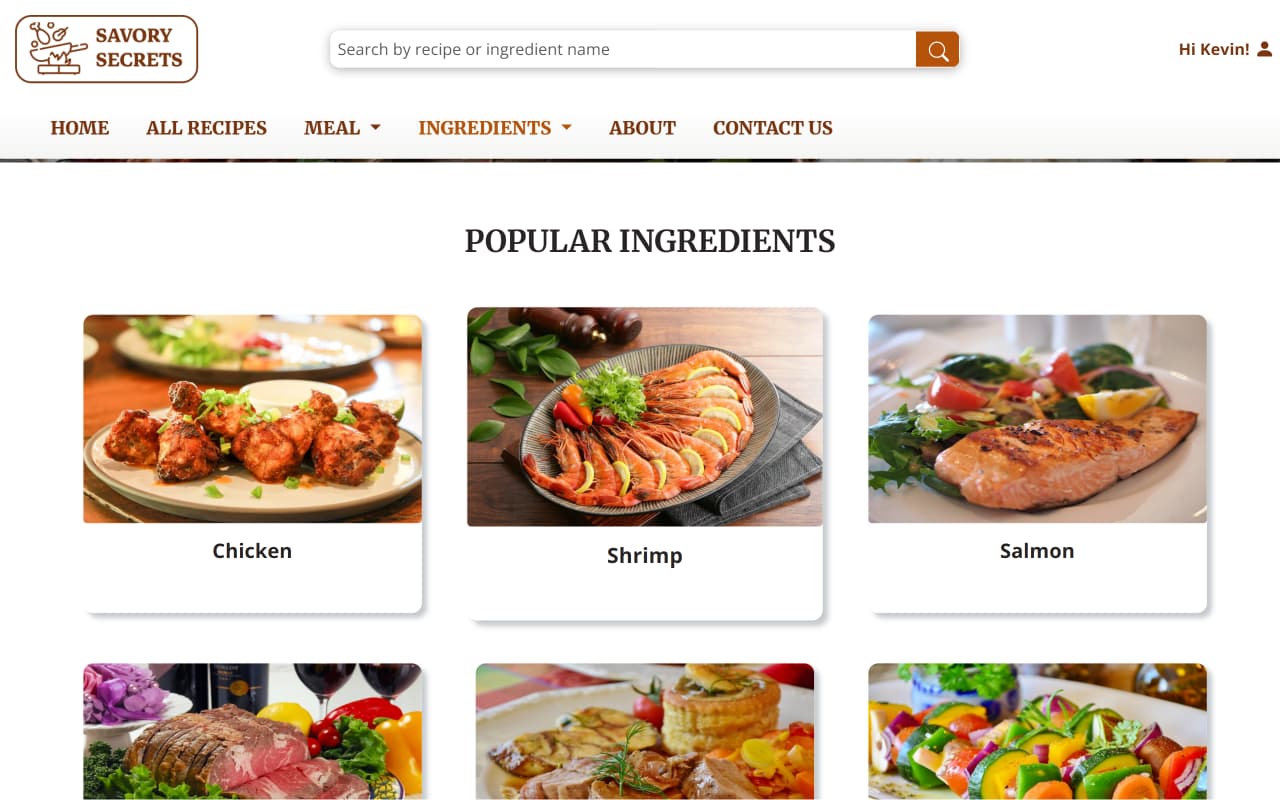 SAVORY
SECRETS
Search by recipe or ingredient name
Hi Kevin!
HOME ALL RECIPES MEAL INGREDIENTS ABOUT CONTACT US
POPULAR INGREDIENTS
Chicken Shrimp Salmon